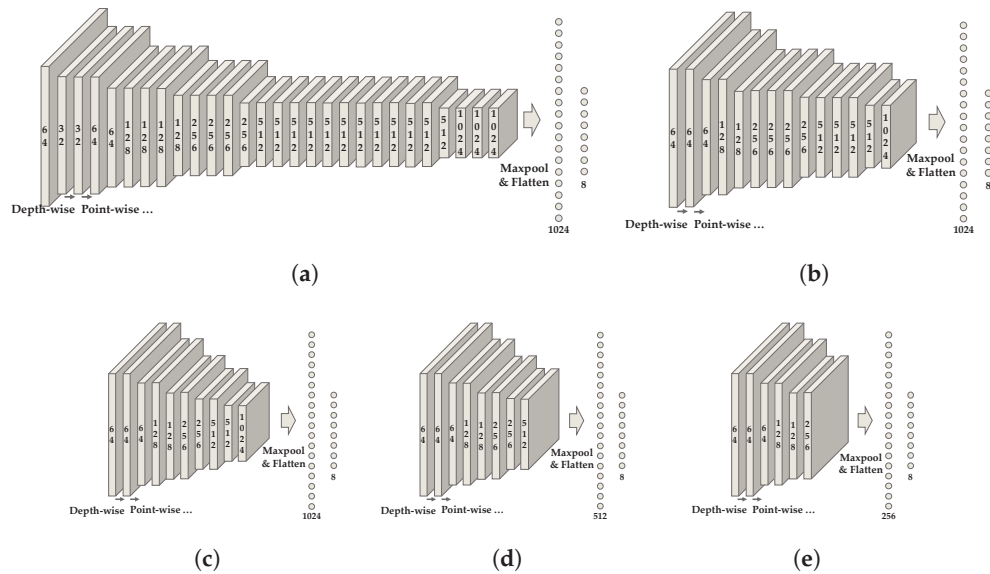 64 32 32 64 64 128 128 128 128 256 256 256 256 512 512 512 512 512 512 512 512 512 512 512 512 1024 1024 1024
Maxpool
& Flatten
8
1024
Depth-wise Point-wise ...
(a)
64 64 64 128 128 256 256 256 256 512 512 512 512 1024
Maxpool
& Flatten
8
1024
Depth-wise Point-wise ...
(b)
64 64 64 128 128 256 256 512 512 1024
Maxpool
& Flatten
8
1024
Depth-wise Point-wise ...
(c)
64 64 64 128 128 256 256 512
Maxpool
& Flatten
8
512
Depth-wise Point-wise ...
(d)
64 64 64 128 128 256
Maxpool
& Flatten
8
256
Depth-wise Point-wise ...
(e)